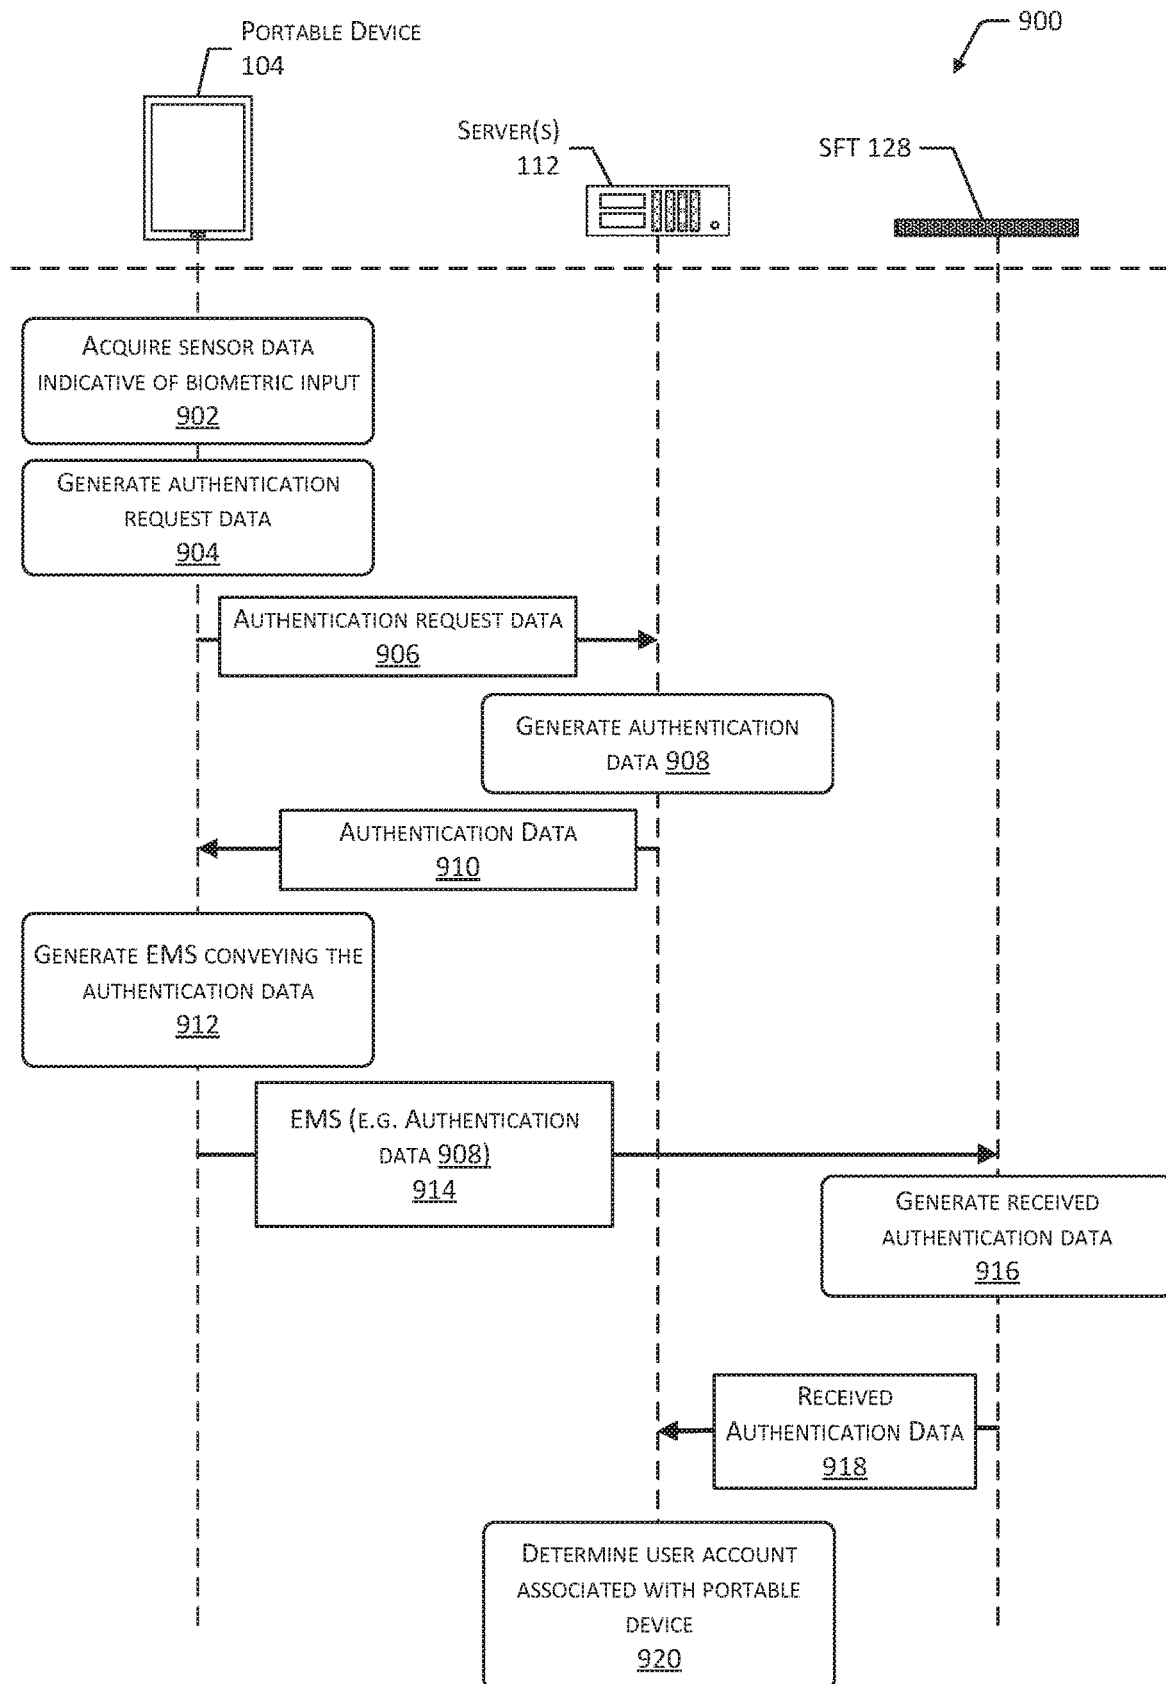 PORTABLE DEVICE
104
900
SERVER(S)
112
SFT 128
ACQUIRE SENSOR DATA
INDICATIVE OF BIOMETRIC INPUT
902
GENERATE AUTHENTICATION
REQUEST DATA
904
AUTHENTICATION REQUEST DATA
906
GENERATE AUTHENTICATION
DATA 908
AUTHENTICATION DATA
910
GENERATE EMS CONVEYING THE
AUTHENTICATION DATA
912
EMS (E.G. AUTHENTICATION
DATA 908)
914
GENERATE RECEIVED
AUTHENTICATION DATA
916
RECEIVED
AUTHENTICATION DATA
918
DETERMINE USER ACCOUNT
ASSOCIATED WITH PORTABLE
DEVICE
920